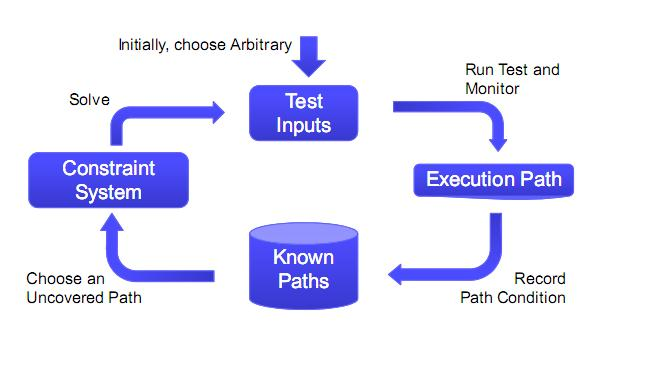 Initially, choose Arbitrary
Run Test and
Monitor
Solve
Test
Inputs
Constraint
System
Execution Path
Known
Paths
Choose an
Uncovered Path
Record
Path Condition